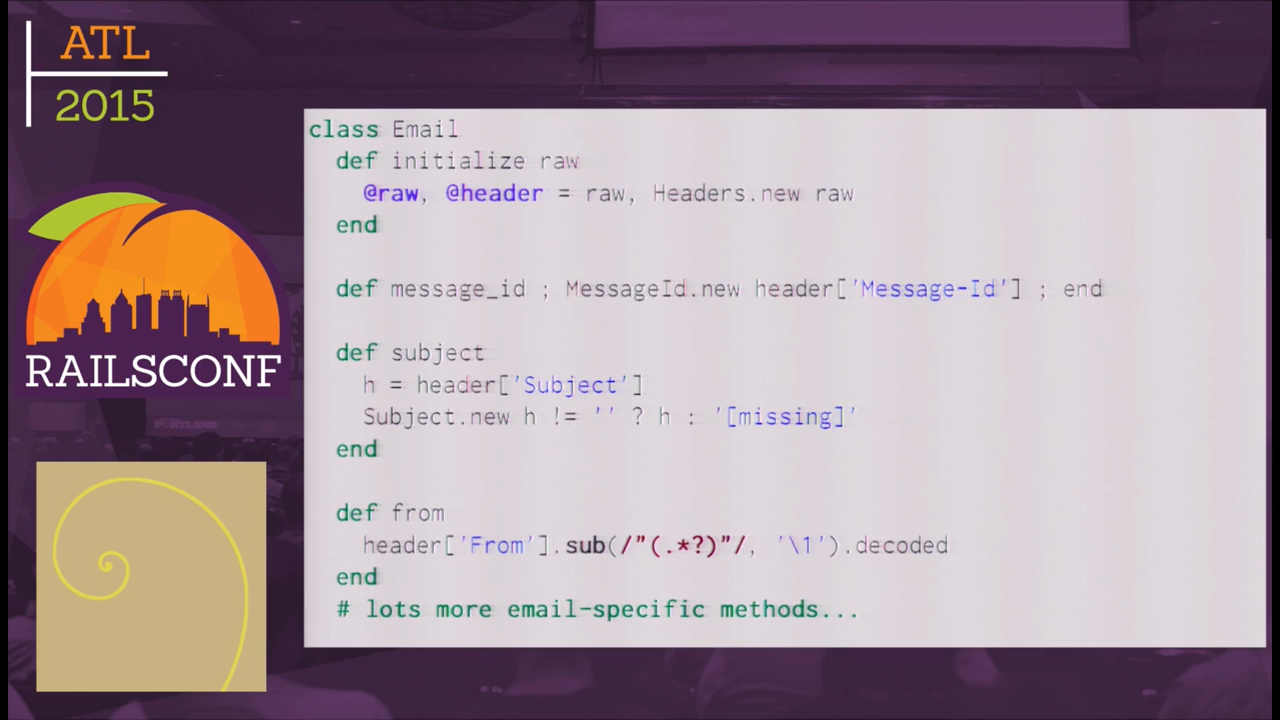 ATL
2015
RAILSCONF
class Email
  def initialize raw
    @raw, @header = raw, Headers.new raw
  end

  def message_id ; MessageId.new header['Message-Id'] ; end

  def subject
    h = header['Subject']
    Subject.new h != '' ? h : '[missing]'
  end

  def from
    header['From'].sub(/"(.*?)"/, '\1').decoded
  end
  # lots more email-specific methods...
PORTLAND